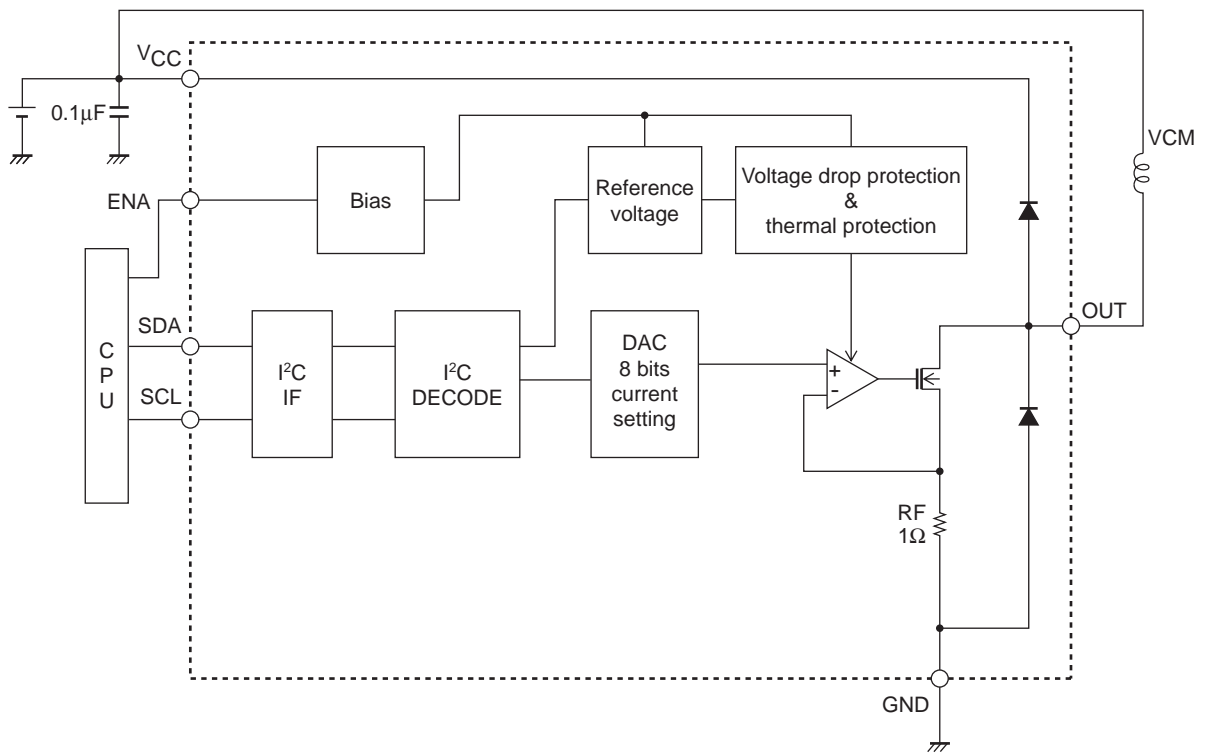 VCC
0.1µF
VCM
ENA
Bias
Reference
voltage
Voltage drop protection
&
thermal protection
OUT
C
P
U
SDA
SCL
I²C
IF
I²C
DECODE
DAC
8 bits
current
setting
+
-
RF
1Ω
GND